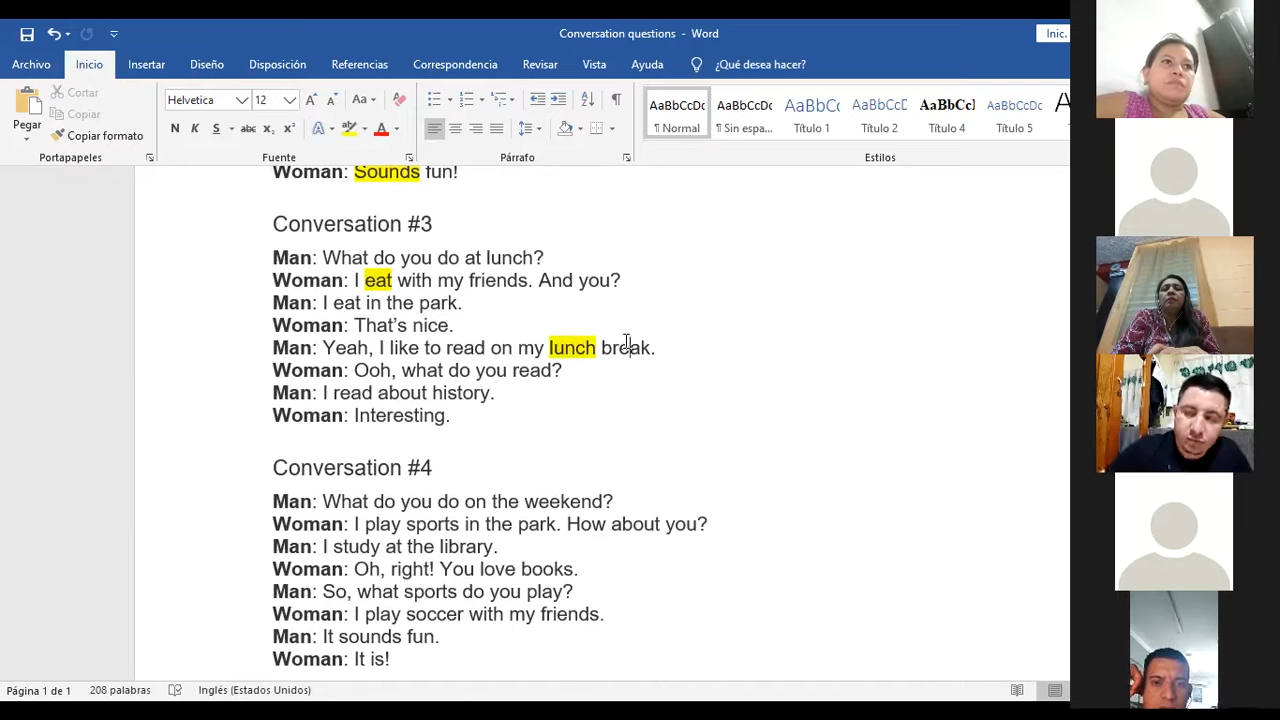 Conversation questions - Word
Inic.
Archivo Inicio Insertar Diseño Disposición Referencias Correspondencia Revisar Vista Ayuda ¿Qué desea hacer?
Pegar
Cortar
Copiar
Copiar formato
Portapapeles
Helvetica 12
N K S abc x₂ x²
Fuente
Párrafo
AaBbCcDc AaBbCcDc AaBbCc AaBbCcD AaBbCcI AaBbCcDc A
¶ Normal ¶ Sin espa... Título 1 Título 2 Título 4 Título 5
Estilos
Woman: Sounds fun!
Conversation #3
Man: What do you do at lunch?
Woman: I eat with my friends. And you?
Man: I eat in the park.
Woman: That's nice.
Man: Yeah, I like to read on my lunch break.
Woman: Ooh, what do you read?
Man: I read about history.
Woman: Interesting.
Conversation #4
Man: What do you do on the weekend?
Woman: I play sports in the park. How about you?
Man: I study at the library.
Woman: Oh, right! You love books.
Man: So, what sports do you play?
Woman: I play soccer with my friends.
Man: It sounds fun.
Woman: It is!
Página 1 de 1 208 palabras Inglés (Estados Unidos)